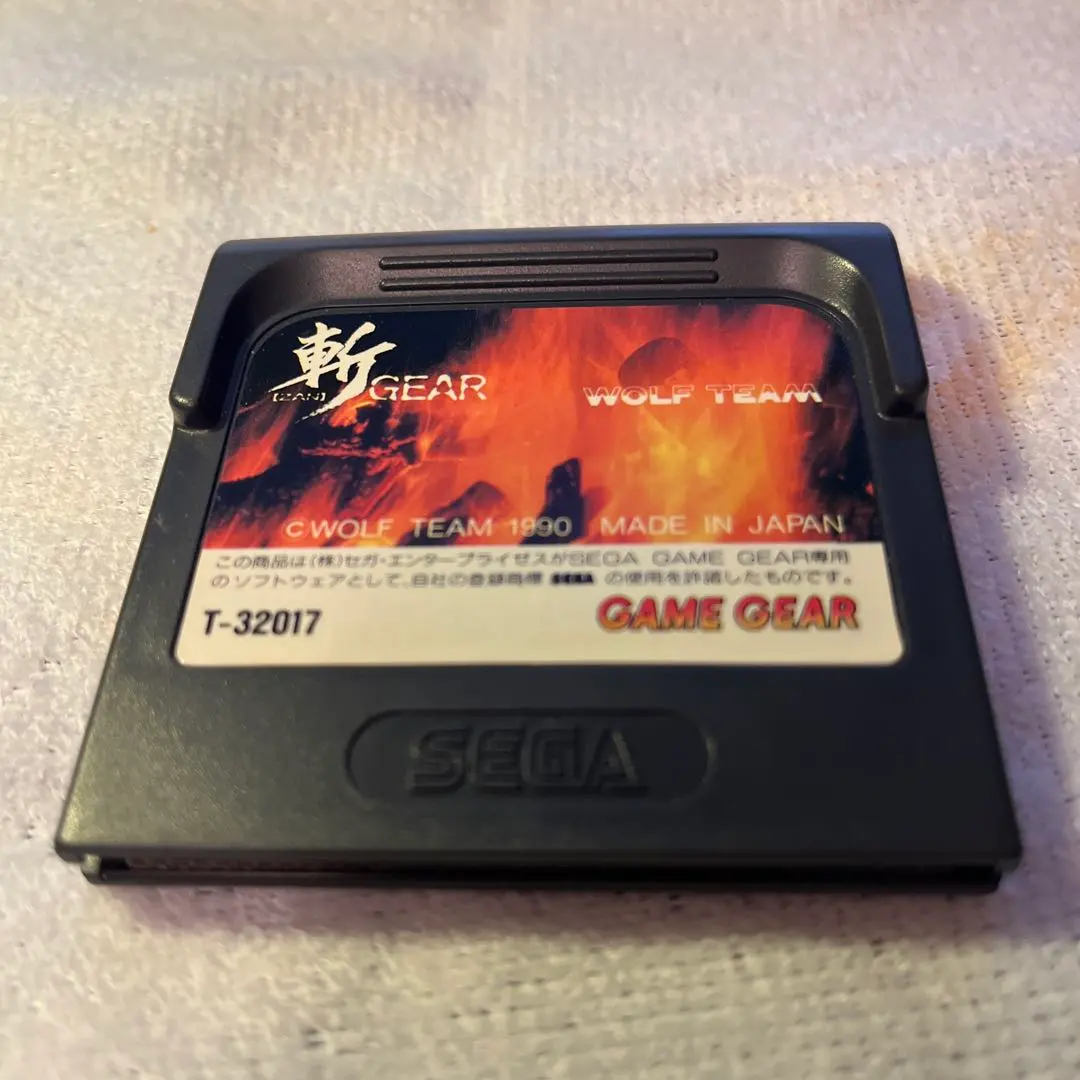 斬 GEAR
[ZAN]
WOLF TEAM
©WOLF TEAM 1990 MADE IN JAPAN
この商品は(株)セガ・エンタープライゼスがSEGA GAME GEAR専用
のソフトウェアとして、自社の登録商標 SEGA の使用を許諾したものです。
T-32017
GAME GEAR
SEGA